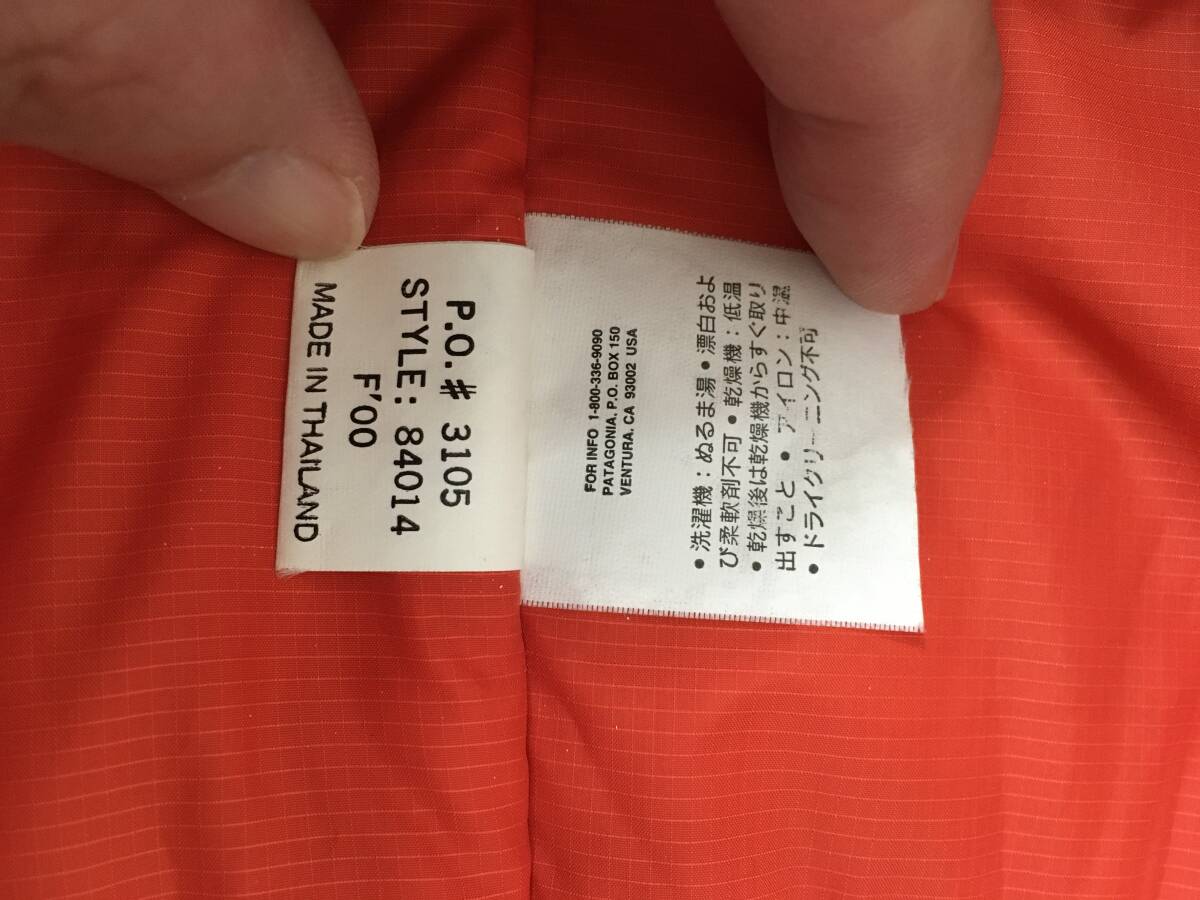 P.O.# 3105
STYLE: 84014
F'00
MADE IN THAILAND
• 洗濯機:ぬるま湯 • 漂白およ
び柔軟剤不可 • 乾燥機:低温
• 乾燥後は乾燥機からすぐ取り
出すこと • アイロン:中温
• ドライクリーニング不可
FOR INFO 1-800-336-9090
PATAGONIA, P.O. BOX 150
VENTURA, CA 93002 USA